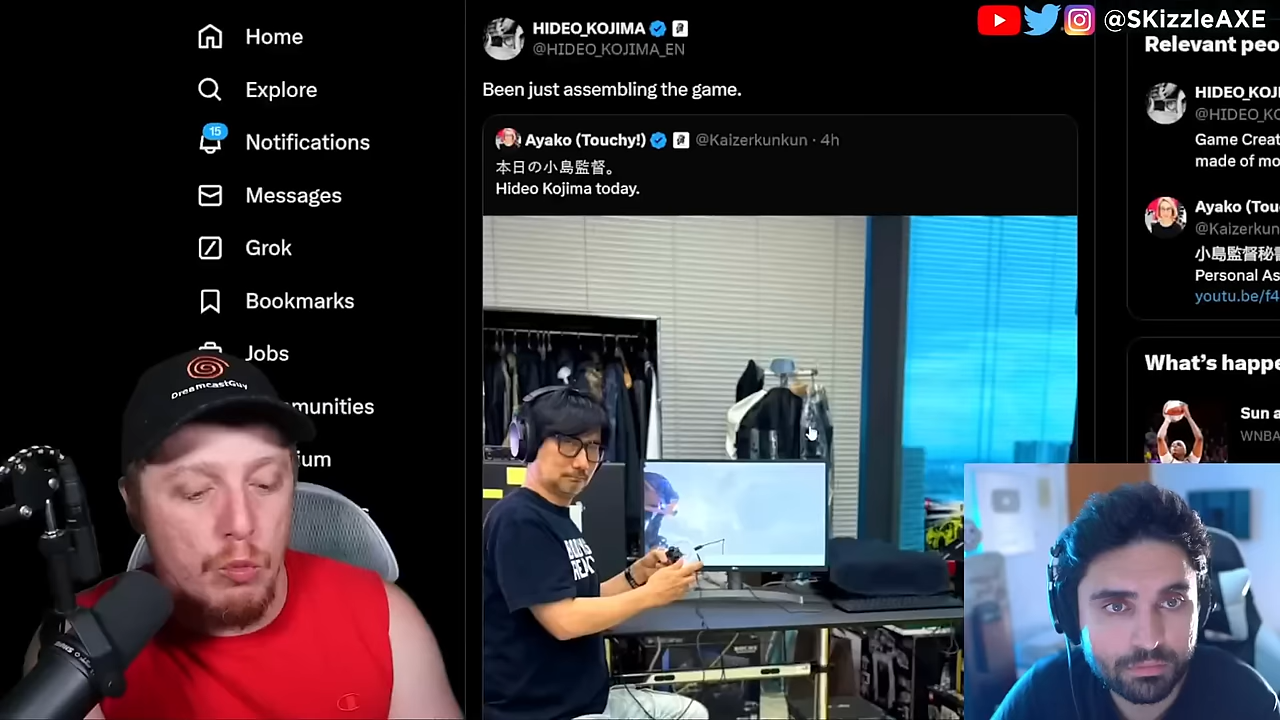 @SKizzleAXE
Home
Explore
15
Notifications
Messages
Grok
Bookmarks
Jobs
munities
ium
DreamcastGuy
HIDEO_KOJIMA
@HIDEO_KOJIMA_EN
Been just assembling the game.
Ayako (Touchy!) @Kaizerkunkun · 4h
本日の小島監督。
Hideo Kojima today.
Relevant peo
HIDEO_KOJI
@HIDEO_KO
Game Creat
made of mo
Ayako (Tou
@Kaizerkun
小島監督秘
Personal As
youtu.be/f4
What's happe
Sun a
WNBA